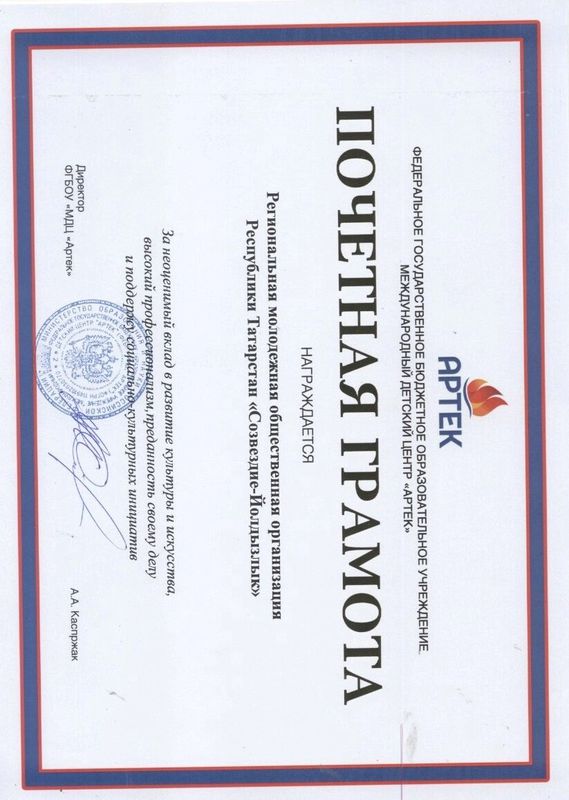 АРТЕК
ФЕДЕРАЛЬНОЕ ГОСУДАРСТВЕННОЕ БЮДЖЕТНОЕ ОБРАЗОВАТЕЛЬНОЕ УЧРЕЖДЕНИЕ
МЕЖДУНАРОДНЫЙ ДЕТСКИЙ ЦЕНТР «АРТЕК»
ПОЧЕТНАЯ ГРАМОТА
НАГРАЖДАЕТСЯ
Региональная молодежная общественная организация
Республики Татарстан «Созвездие-Йолдызлык»
За неоценимый вклад в развитие культуры и искусства,
высокий профессионализм, преданность своему делу
и поддержку социально-культурных инициатив
Директор
ФГБОУ «МДЦ «Артек»
А.А. Каспржак